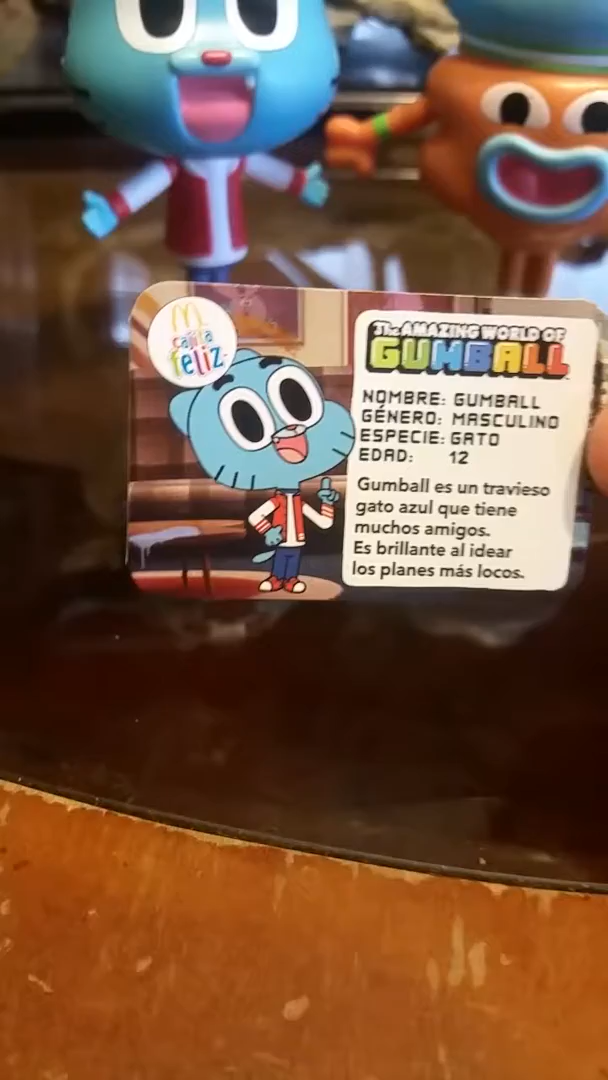 cajita
feliz
The AMAZING WORLD OF
GUMBALL
NOMBRE: GUMBALL
GÉNERO: MASCULINO
ESPECIE: GATO
EDAD: 12
Gumball es un travieso
gato azul que tiene
muchos amigos.
Es brillante al idear
los planes más locos.